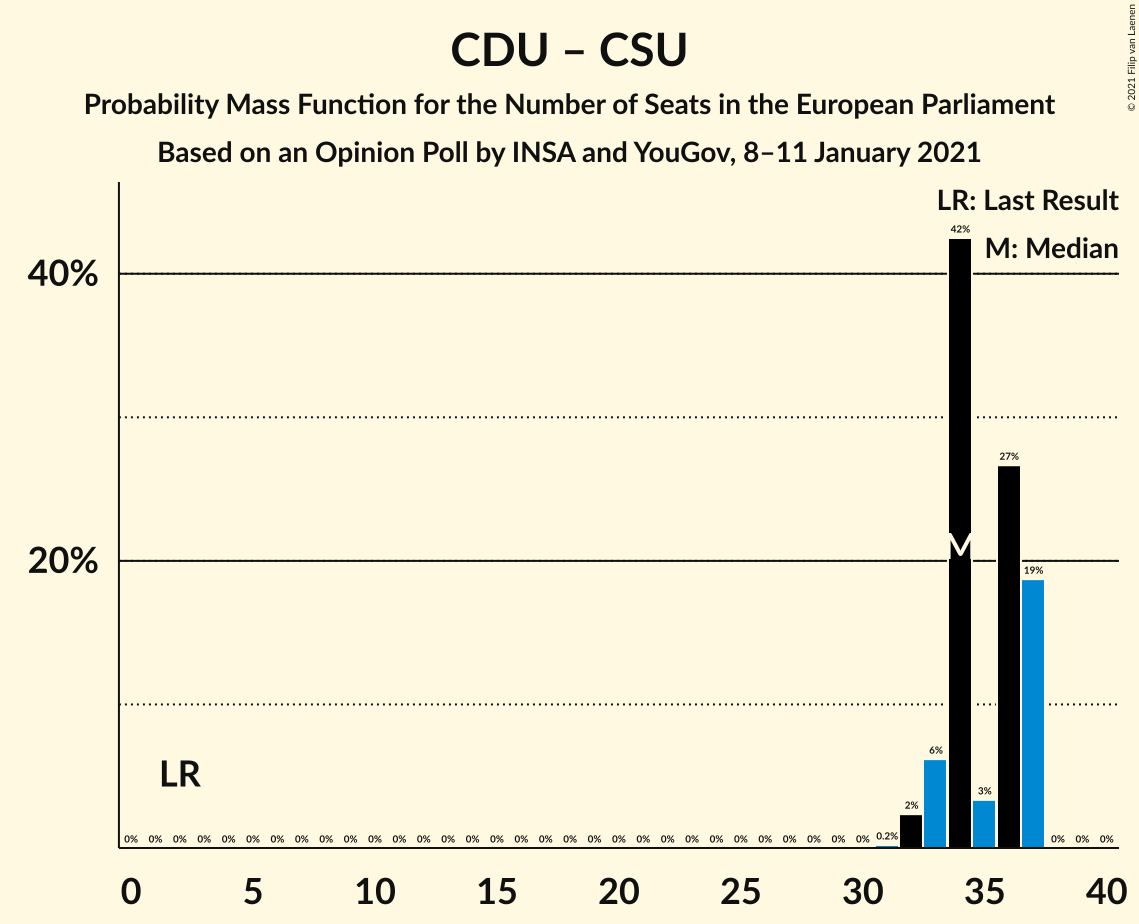 CDU – CSU
Probability Mass Function for the Number of Seats in the European Parliament
Based on an Opinion Poll by INSA and YouGov, 8–11 January 2021
© 2021 Filip van Laenen
LR: Last Result
M: Median
42%
40%
27%
M
20%
19%
6%
LR
3%
2%
0% 0% 0% 0% 0% 0% 0% 0% 0% 0% 0% 0% 0% 0% 0% 0% 0% 0% 0% 0% 0% 0% 0% 0% 0% 0% 0% 0% 0% 0% 0% 0.2% 0% 0% 0%
0 5 10 15 20 25 30 35 40